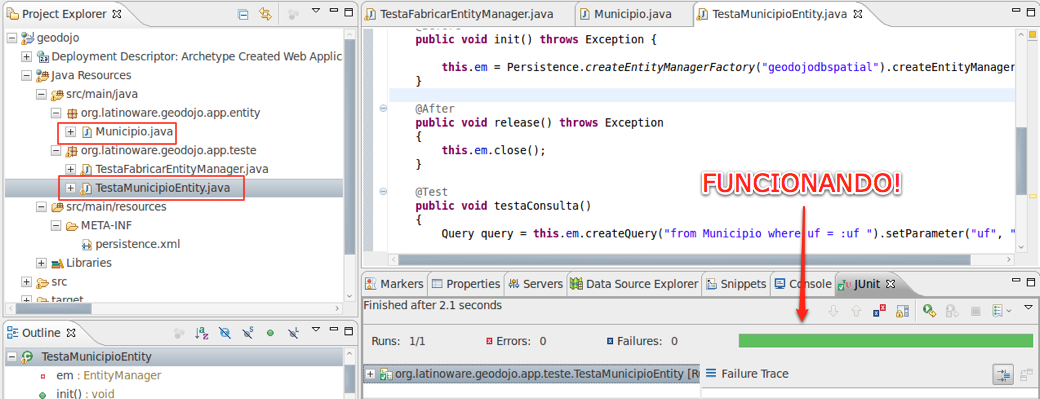 Project Explorer
geodojo
Deployment Descriptor: Archetype Created Web Applic
Java Resources
src/main/java
org.latinoware.geodojo.app.entity
Municipio.java
org.latinoware.geodojo.app.teste
TestaFabricarEntityManager.java
TestaMunicipioEntity.java
src/main/resources
META-INF
persistence.xml
Libraries
src
target
Outline
TestaMunicipioEntity
em : EntityManager
init() : void
TestaFabricarEntityManager.java Municipio.java TestaMunicipioEntity.java
@Before
public void init() throws Exception {
this.em = Persistence.createEntityManagerFactory("geodojodbspatial").createEntityManager
}
@After
public void release() throws Exception
{
this.em.close();
}
@Test
public void testaConsulta()
{
Query query = this.em.createQuery("from Municipio where uf = :uf ").setParameter("uf", "
FUNCIONANDO!
Markers Properties Servers Data Source Explorer Snippets Console JUnit
Finished after 2.1 seconds
Runs: 1/1 Errors: 0 Failures: 0
org.latinoware.geodojo.app.teste.TestaMunicipioEntity [Ru
Failure Trace